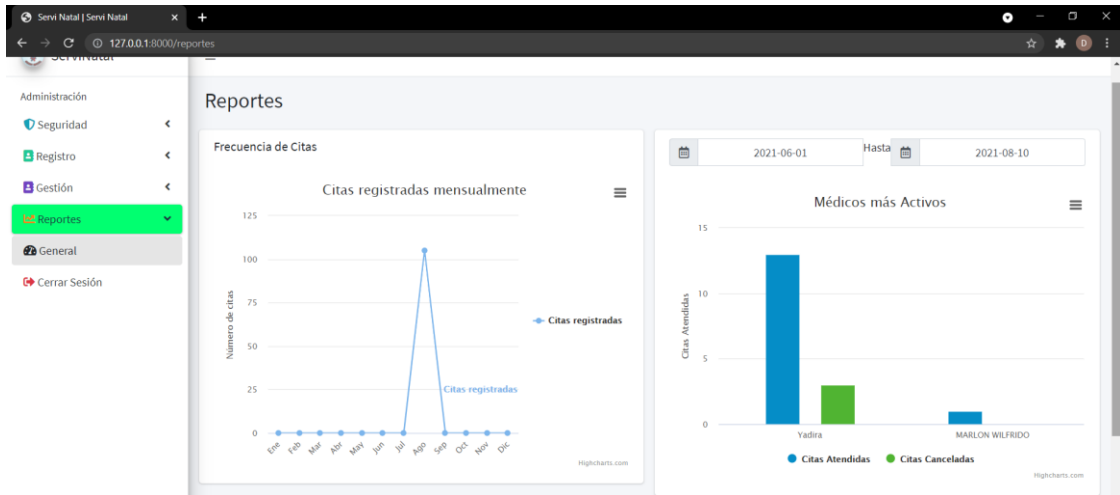 Servi Natal | Servi Natal
127.0.0.1:8000/reportes
D
ServiNatal
Administración
Seguridad
Registro
Gestión
Reportes
General
Cerrar Sesión
Reportes
Frecuencia de Citas
Citas registradas mensualmente
125
100
75
50
25
0
Número de citas
Ene Feb Mar Abr May Jun Jul Ago Sep Oct Nov Dic
Citas registradas
Citas registradas
Highcharts.com
2021-06-01 Hasta 2021-08-10
Médicos más Activos
15
10
5
0
Citas Atendidas
Yadira MARLON WILFRIDO
Citas Atendidas Citas Canceladas
Highcharts.com